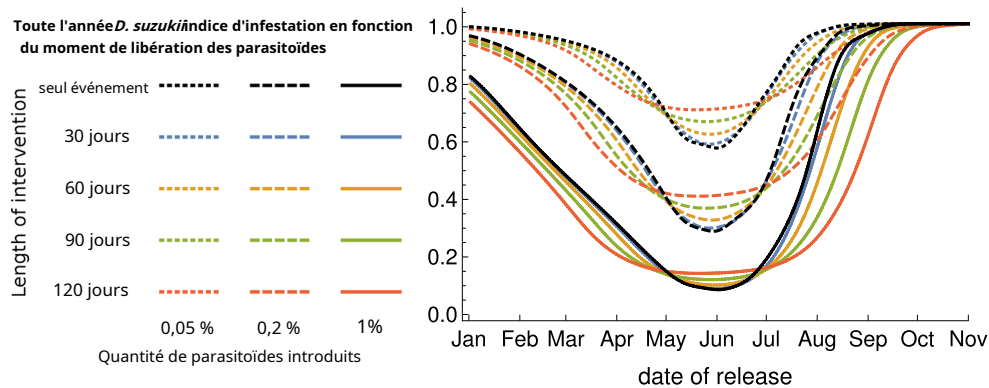 Toute l'annéeD. suzukiiIndice d'infestation en fonction
du moment de libération des parasitoïdes
Length of intervention
seul événement
30 jours
60 jours
90 jours
120 jours
0,05 %
0,2 %
1%
Quantité de parasitoïdes introduits
1.0
0.8
0.6
0.4
0.2
0.0
Jan
Feb
Mar
Apr
May
Jun
Jul
Aug
Sep
Oct
Nov
date of release